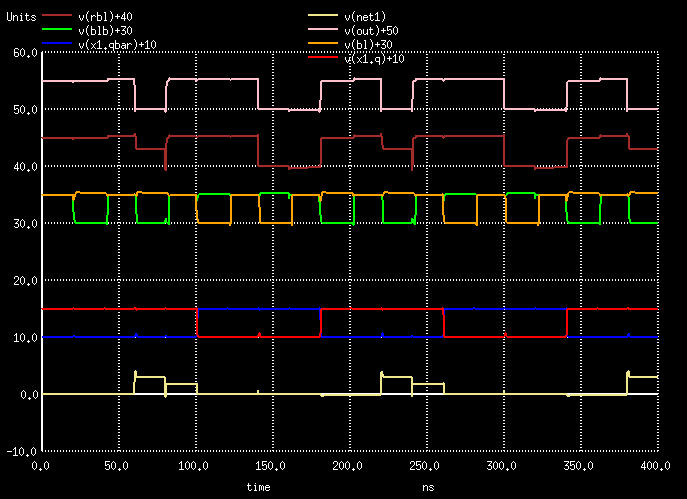 Units v(rbl)+40 v(net1)
v(blb)+30 v(out)+50
v(x1.qbar)+10 v(bl)+30
v(x1.q)+10
60.0
50.0
40.0
30.0
20.0
10.0
0.0
-10.0
0.0 50.0 100.0 150.0 200.0 250.0 300.0 350.0 400.0
time ns